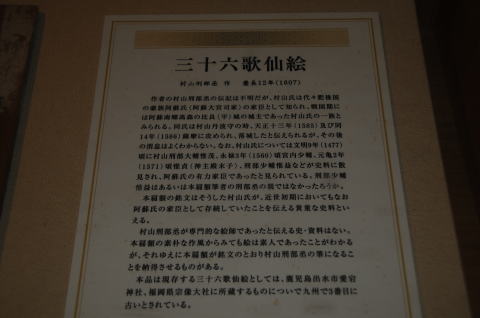 三十六歌仙絵
村山刑部丞 作 慶長12年(1607)
作者の村山刑部丞の伝記は不明だが、村山氏は代々肥後国
の豪族阿蘇氏(阿蘇大宮司家)の家臣として知られ、戦国期に
は阿蘇南郷高森の比良(平)城の城主であった村山氏の一族と
みられる。同氏は村山丹波守の時、天正十三年(1585)及び同
14年(1586)薩摩に攻められ、落城したと伝えられるが、その後
の消息はよくわからない。なお、村山氏については文明9年(1477)
頃に村山刑部大輔惟茂、永禄3年(1560)頃宮内少輔、元亀2年
(1571)頃惟貞(神主殿木子)、刑部少輔惟益などが史料に散
見され、阿蘇氏の有力家臣であったと見られている。刑部少輔
惟益はあるいは本扁額筆者の刑部丞の親ではなかったろうか。
本扁額の銘文はそうした村山氏が、近世初期においてもなお
阿蘇氏の家臣として存続していたことを伝える貴重な史料とい
える。
村山刑部丞が専門的な絵師であったと伝える史・資料はない。
本扁額の素朴な作風からみても絵は素人であったことがわかる
が、それゆえに本扁額が銘文のとおり村山刑部丞の筆になるこ
とを納得させるものがある。
本品は現存する三十六歌仙絵としては、鹿児島出水市愛宕
神社、福岡県宗像大社に所蔵するものについで九州で3番目に
古いとされている。